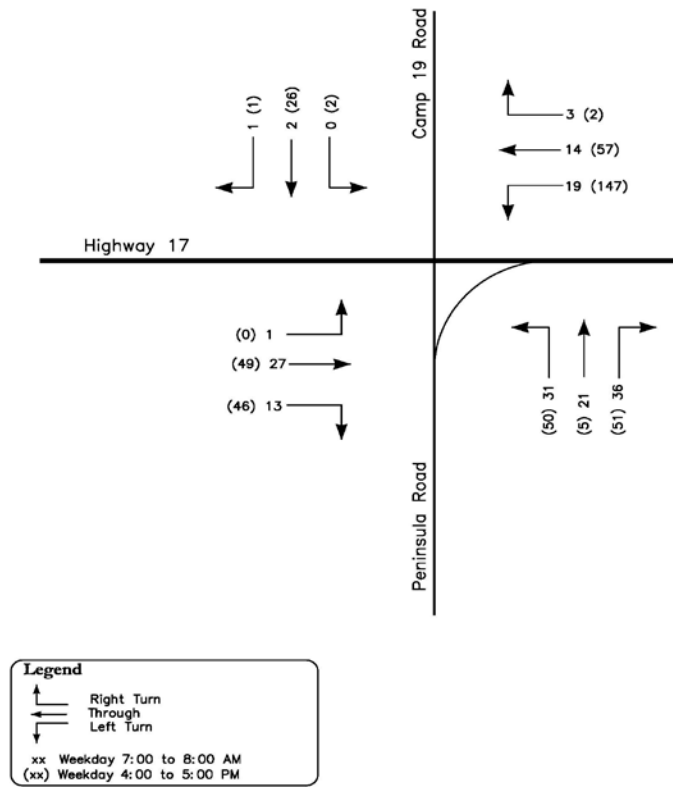 Camp 19 Road
1 (1)
2 (26)
0 (2)
3 (2)
14 (57)
19 (147)
Highway 17
(0) 1
(49) 27
(46) 13
(50) 31
(5) 21
(51) 36
Peninsula Road
Legend
Right Turn
Through
Left Turn
xx Weekday 7:00 to 8:00 AM
(xx) Weekday 4:00 to 5:00 PM